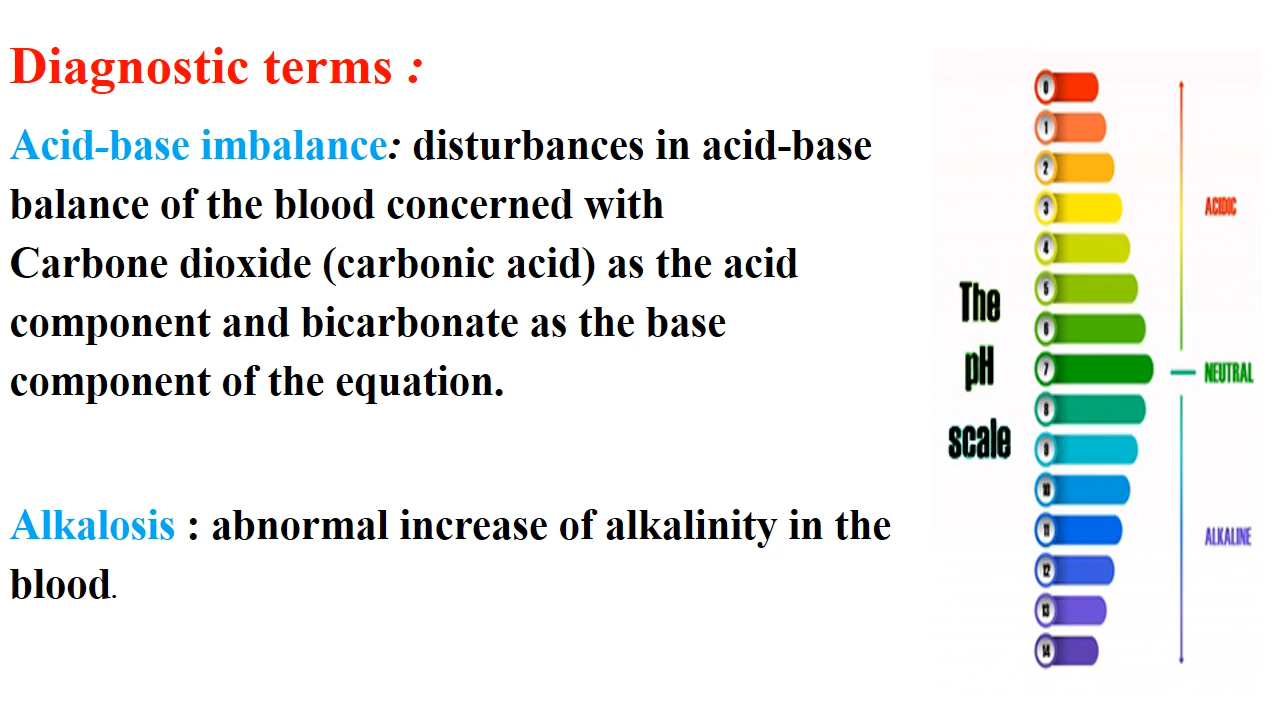 Diagnostic terms :
Acid-base imbalance: disturbances in acid-base
balance of the blood concerned with
Carbone dioxide (carbonic acid) as the acid
component and bicarbonate as the base
component of the equation.
Alkalosis : abnormal increase of alkalinity in the
blood.
The
pH
scale
0
1
2
3
4
5
6
7
8
9
10
11
12
13
14
ACIDIC
NEUTRAL
ALKALINE